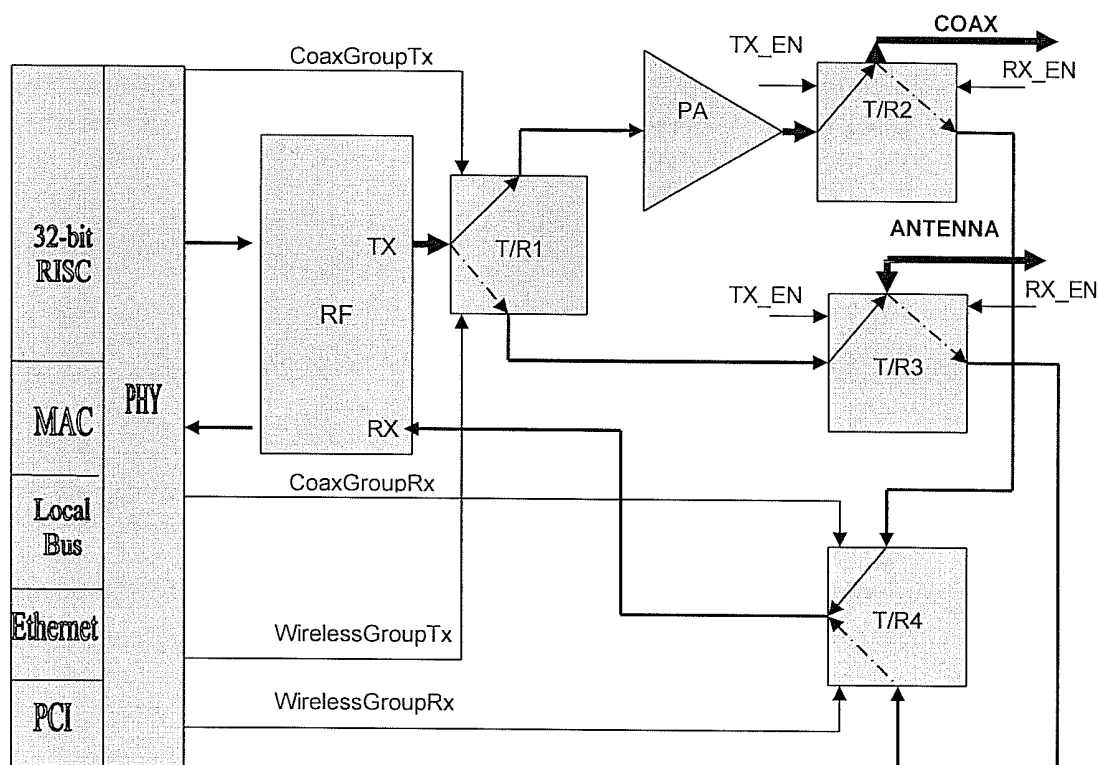 COAX
CoaxGroupTx
TX_EN
RX_EN
PA
T/R2
32-bit
RISC
TX
T/R1
ANTENNA
TX_EN
RX_EN
RF
T/R3
PHY
MAC
RX
CoaxGroupRx
Local
Bus
T/R4
Ethernet
WirelessGroupTx
WirelessGroupRx
PCI